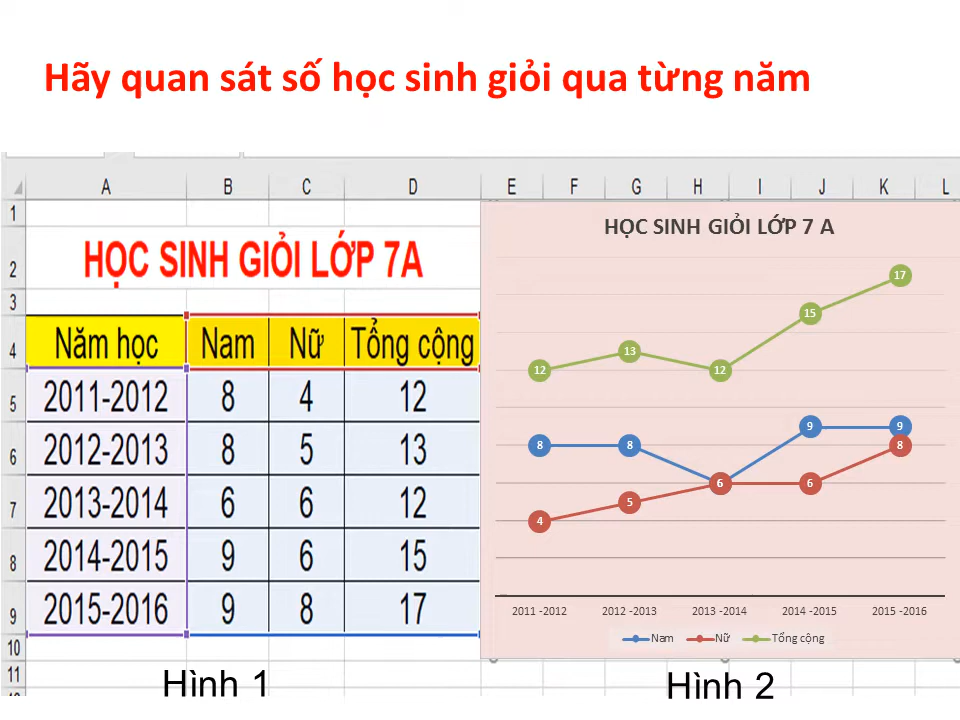 Hãy quan sát số học sinh giỏi qua từng năm
A B C D E F G H I J K L
1
2 HỌC SINH GIỎI LỚP 7A
3
4 Năm học Nam Nữ Tổng cộng
5 2011-2012 8 4 12
6 2012-2013 8 5 13
7 2013-2014 6 6 12
8 2014-2015 9 6 15
9 2015-2016 9 8 17
10
11
HỌC SINH GIỎI LỚP 7 A
12 13 12 15 17
8 8 9 9
4 5 6 6 8
2011 -2012 2012 -2013 2013 -2014 2014 -2015 2015 -2016
Nam Nữ Tổng cộng
Hình 1 Hình 2